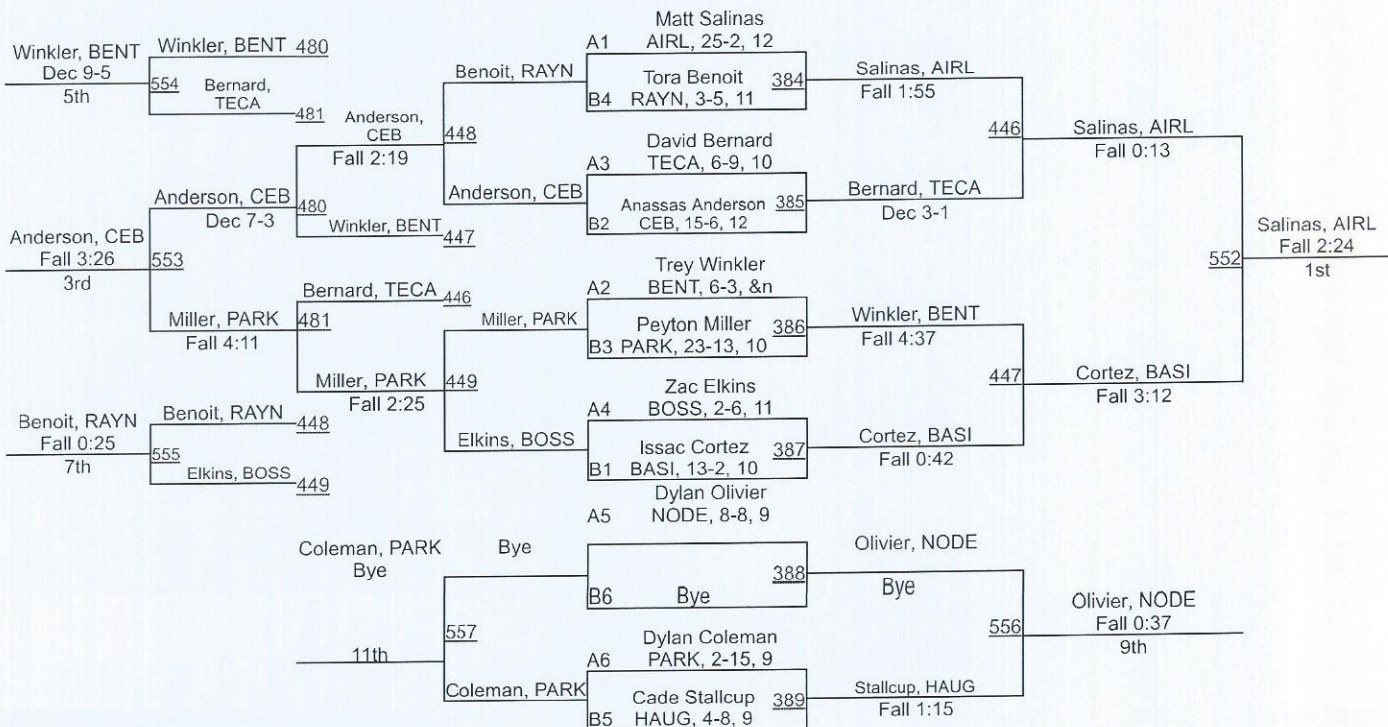 Matt Salinas
A1 AIRL, 25-2, 12
Tora Benoit 384
B4 RAYN, 3-5, 11
David Bernard
A3 TECA, 6-9, 10
Anassas Anderson 385
B2 CEB, 15-6, 12
Trey Winkler
A2 BENT, 6-3, &n
Peyton Miller 386
B3 PARK, 23-13, 10
Zac Elkins
A4 BOSS, 2-6, 11
Issac Cortez 387
B1 BASI, 13-2, 10
Dylan Olivier
A5 NODE, 8-8, 9
388
B6 Bye
Dylan Coleman
A6 PARK, 2-15, 9
Cade Stallcup 389
B5 HAUG, 4-8, 9
Salinas, AIRL
Fall 1:55
446
Bernard, TECA
Dec 3-1
Winkler, BENT
Fall 4:37
447
Cortez, BASI
Fall 0:42
Olivier, NODE
Bye
556
Stallcup, HAUG
Fall 1:15
Salinas, AIRL
Fall 0:13
552
Cortez, BASI
Fall 3:12
Olivier, NODE
Fall 0:37
9th
Salinas, AIRL
Fall 2:24
1st
Benoit, RAYN
448
Anderson, CEB
Miller, PARK
449
Elkins, BOSS
Bye
557
Coleman, PARK
Anderson,
CEB
Fall 2:19
480
Winkler, BENT 447
Bernard, TECA 446
481
Miller, PARK
Fall 2:25
Coleman, PARK
Bye
11th
Winkler, BENT 480
554
Bernard,
TECA 481
Anderson, CEB
Dec 7-3
553
Miller, PARK
Fall 4:11
Benoit, RAYN 448
555
Elkins, BOSS 449
Winkler, BENT
Dec 9-5
5th
Anderson, CEB
Fall 3:26
3rd
Benoit, RAYN
Fall 0:25
7th